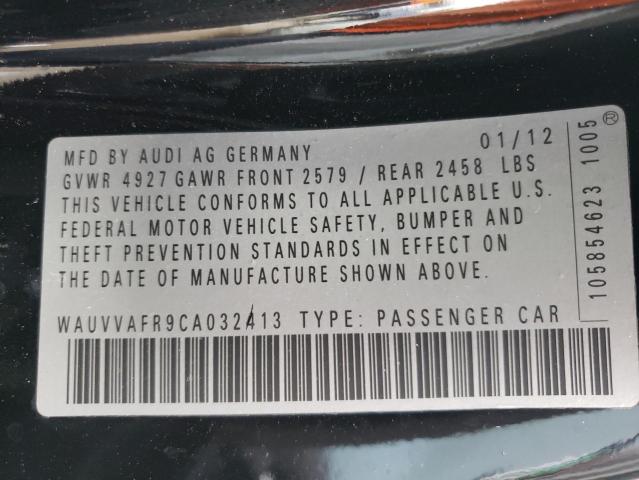 MFD BY AUDI AG GERMANY 01/12
GVWR 4927 GAWR FRONT 2579 / REAR 2458 LBS
THIS VEHICLE CONFORMS TO ALL APPLICABLE U.S.
FEDERAL MOTOR VEHICLE SAFETY, BUMPER AND
THEFT PREVENTION STANDARDS IN EFFECT ON
THE DATE OF MANUFACTURE SHOWN ABOVE.
WAUVVAFR9CA032413 TYPE: PASSENGER CAR
105854623 1005 ®